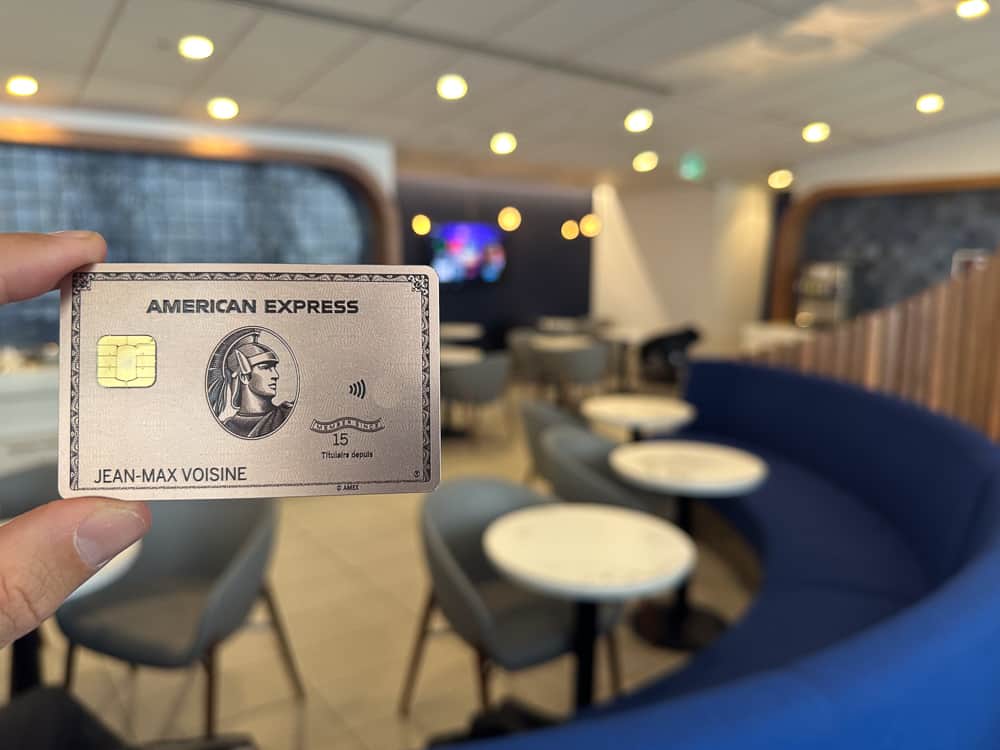 AMERICAN EXPRESS
MEMBER SINCE
15
Titulaire depuis
JEAN-MAX VOISINE
© AMEX